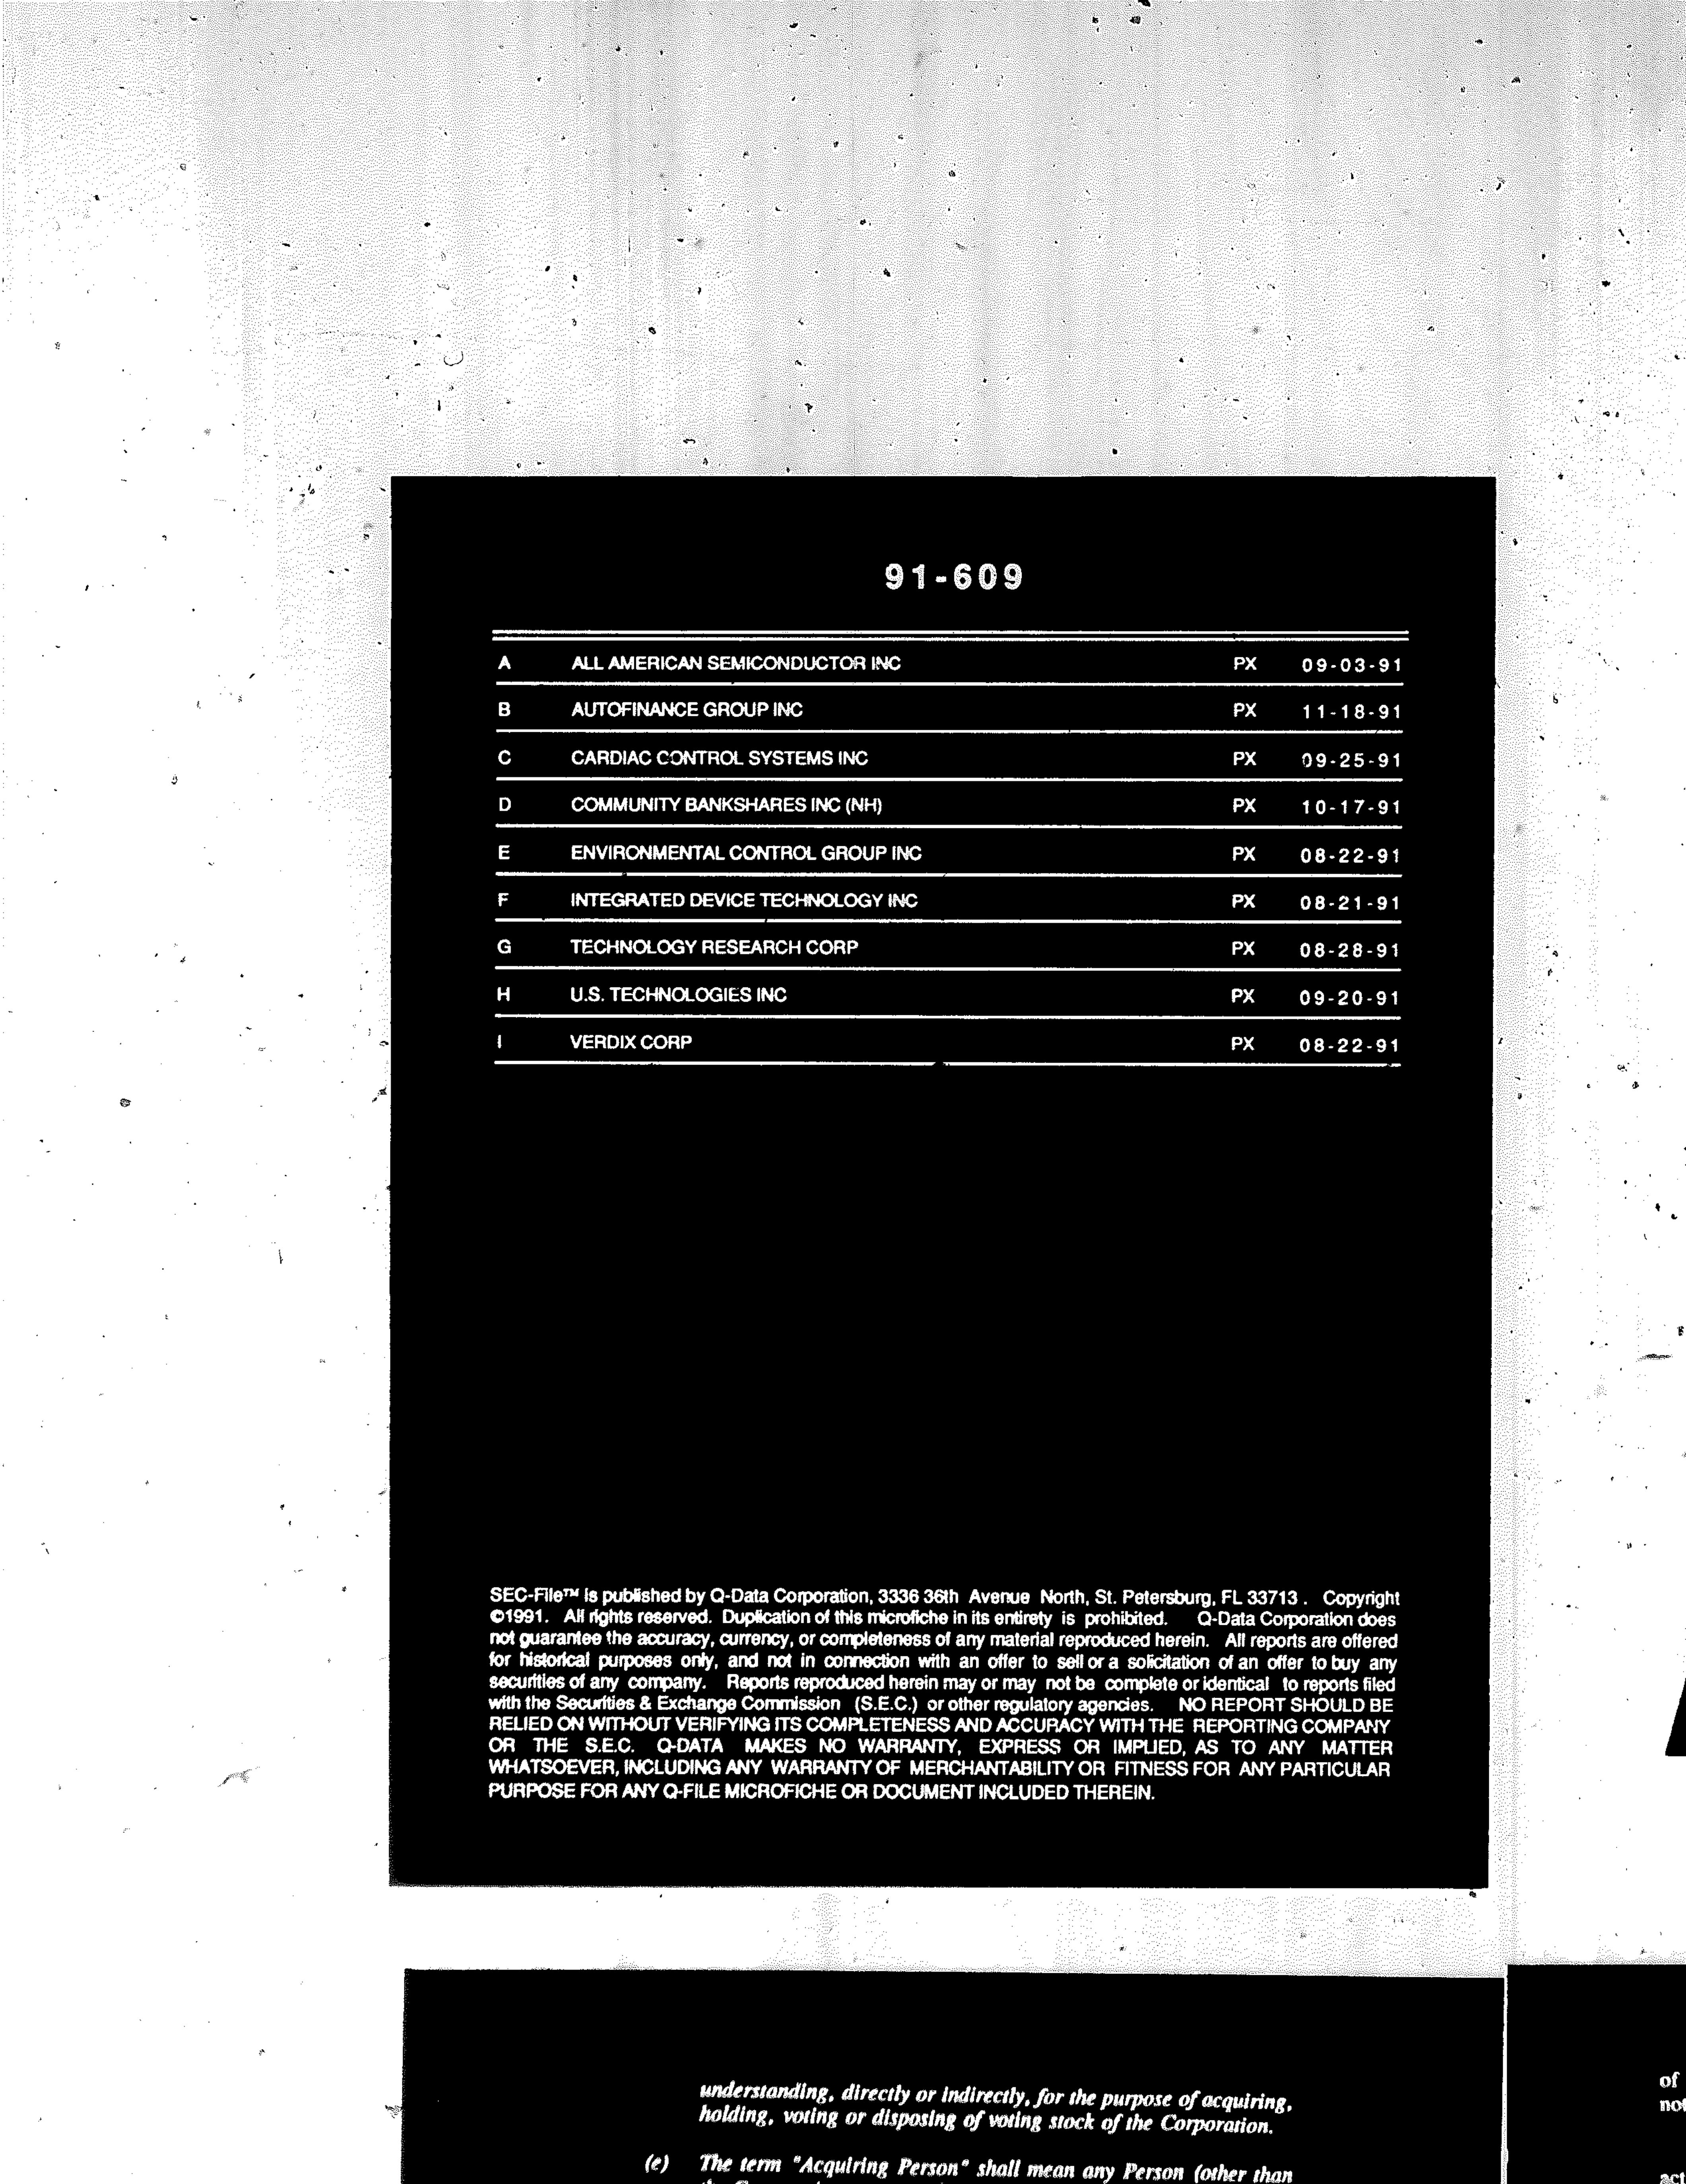 91-609
A ALL AMERICAN SEMICONDUCTOR INC PX 09-03-91
B AUTOFINANCE GROUP INC PX 11-18-91
C CARDIAC CONTROL SYSTEMS INC PX 09-25-91
D COMMUNITY BANKSHARES INC (NH) PX 10-17-91
E ENVIRONMENTAL CONTROL GROUP INC PX 08-22-91
F INTEGRATED DEVICE TECHNOLOGY INC PX 08-21-91
G TECHNOLOGY RESEARCH CORP PX 08-28-91
H U.S. TECHNOLOGIES INC PX 09-20-91
I VERDIX CORP PX 08-22-91
SEC-File™ is published by Q-Data Corporation, 3336 36th Avenue North, St. Petersburg, FL 33713. Copyright
©1991. All rights reserved. Duplication of this microfiche in its entirety is prohibited. Q-Data Corporation does
not guarantee the accuracy, currency, or completeness of any material reproduced herein. All reports are offered
for historical purposes only, and not in connection with an offer to sell or a solicitation of an offer to buy any
securities of any company. Reports reproduced herein may or may not be complete or identical to reports filed
with the Securities & Exchange Commission (S.E.C.) or other regulatory agencies. NO REPORT SHOULD BE
RELIED ON WITHOUT VERIFYING ITS COMPLETENESS AND ACCURACY WITH THE REPORTING COMPANY
OR THE S.E.C. Q-DATA MAKES NO WARRANTY, EXPRESS OR IMPLIED, AS TO ANY MATTER
WHATSOEVER, INCLUDING ANY WARRANTY OF MERCHANTABILITY OR FITNESS FOR ANY PARTICULAR
PURPOSE FOR ANY Q-FILE MICROFICHE OR DOCUMENT INCLUDED THEREIN.
understanding, directly or indirectly, for the purpose of acquiring,
holding, voting or disposing of voting stock of the Corporation.
(e) The term "Acquiring Person" shall mean any Person (other than
of